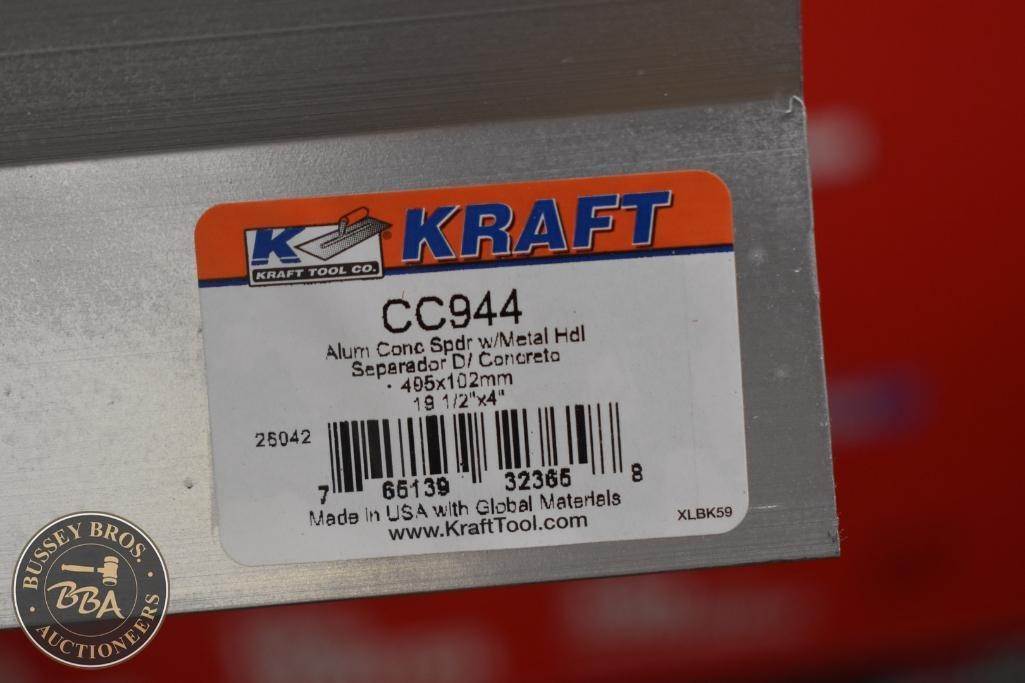 K
KRAFT TOOL CO.®
KRAFT
CC944
Alum Conc Spdr w/Metal Hdl
Separador D/ Concreto
495x102mm
19 1/2"x4"
25042
7 65139 32365 8
Made in USA with Global Materials
www.KraftTool.com
XLBK59
BUSSEY BROS.
BBA
AUCTIONEERS